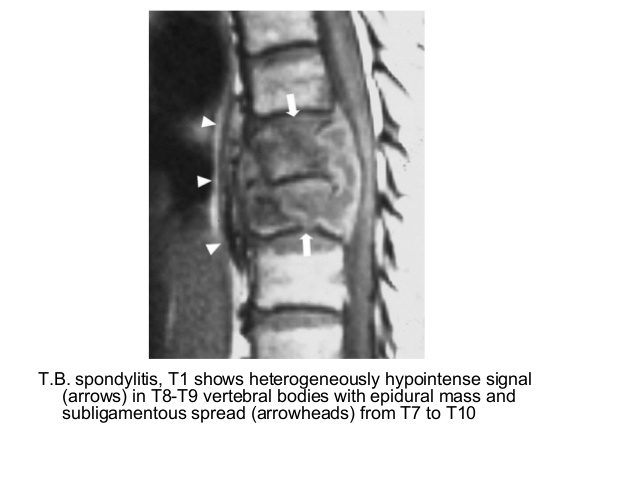 T.B. spondylitis, T1 shows heterogeneously hypointense signal
(arrows) in T8-T9 vertebral bodies with epidural mass and
subligamentous spread (arrowheads) from T7 to T10